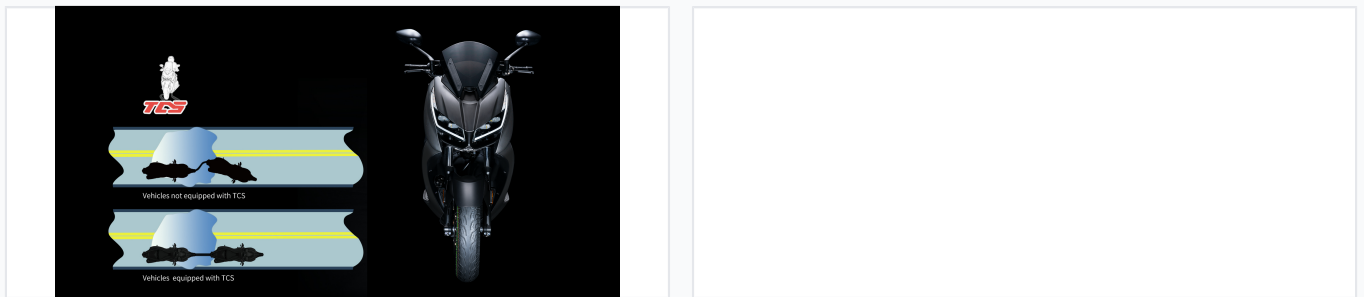 TCS
Vehicles not equipped with TCS
Vehicles equipped with TCS